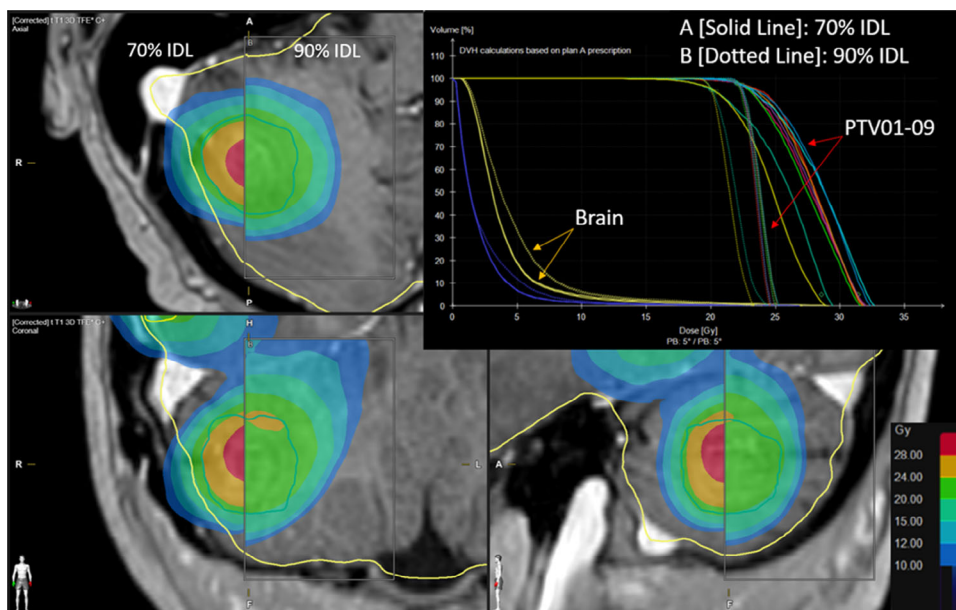 [Corrected] t T1 3D TFE* C+
Axial
A
70% IDL
B
90% IDL
R
P
Volume [%]
DVH calculations based on plan A prescription
A [Solid Line]: 70% IDL
B [Dotted Line]: 90% IDL
110
100
90
80
70
60
50
40
30
20
10
0
PTV01-09
Brain
0
5
10
15
20
25
30
35
Dose [Gy]
PB: 5° / PB: 5°
[Corrected] t T1 3D TFE* C+
Coronal
H
R
L
F
A
F
Gy
28.00
24.00
20.00
15.00
12.00
10.00